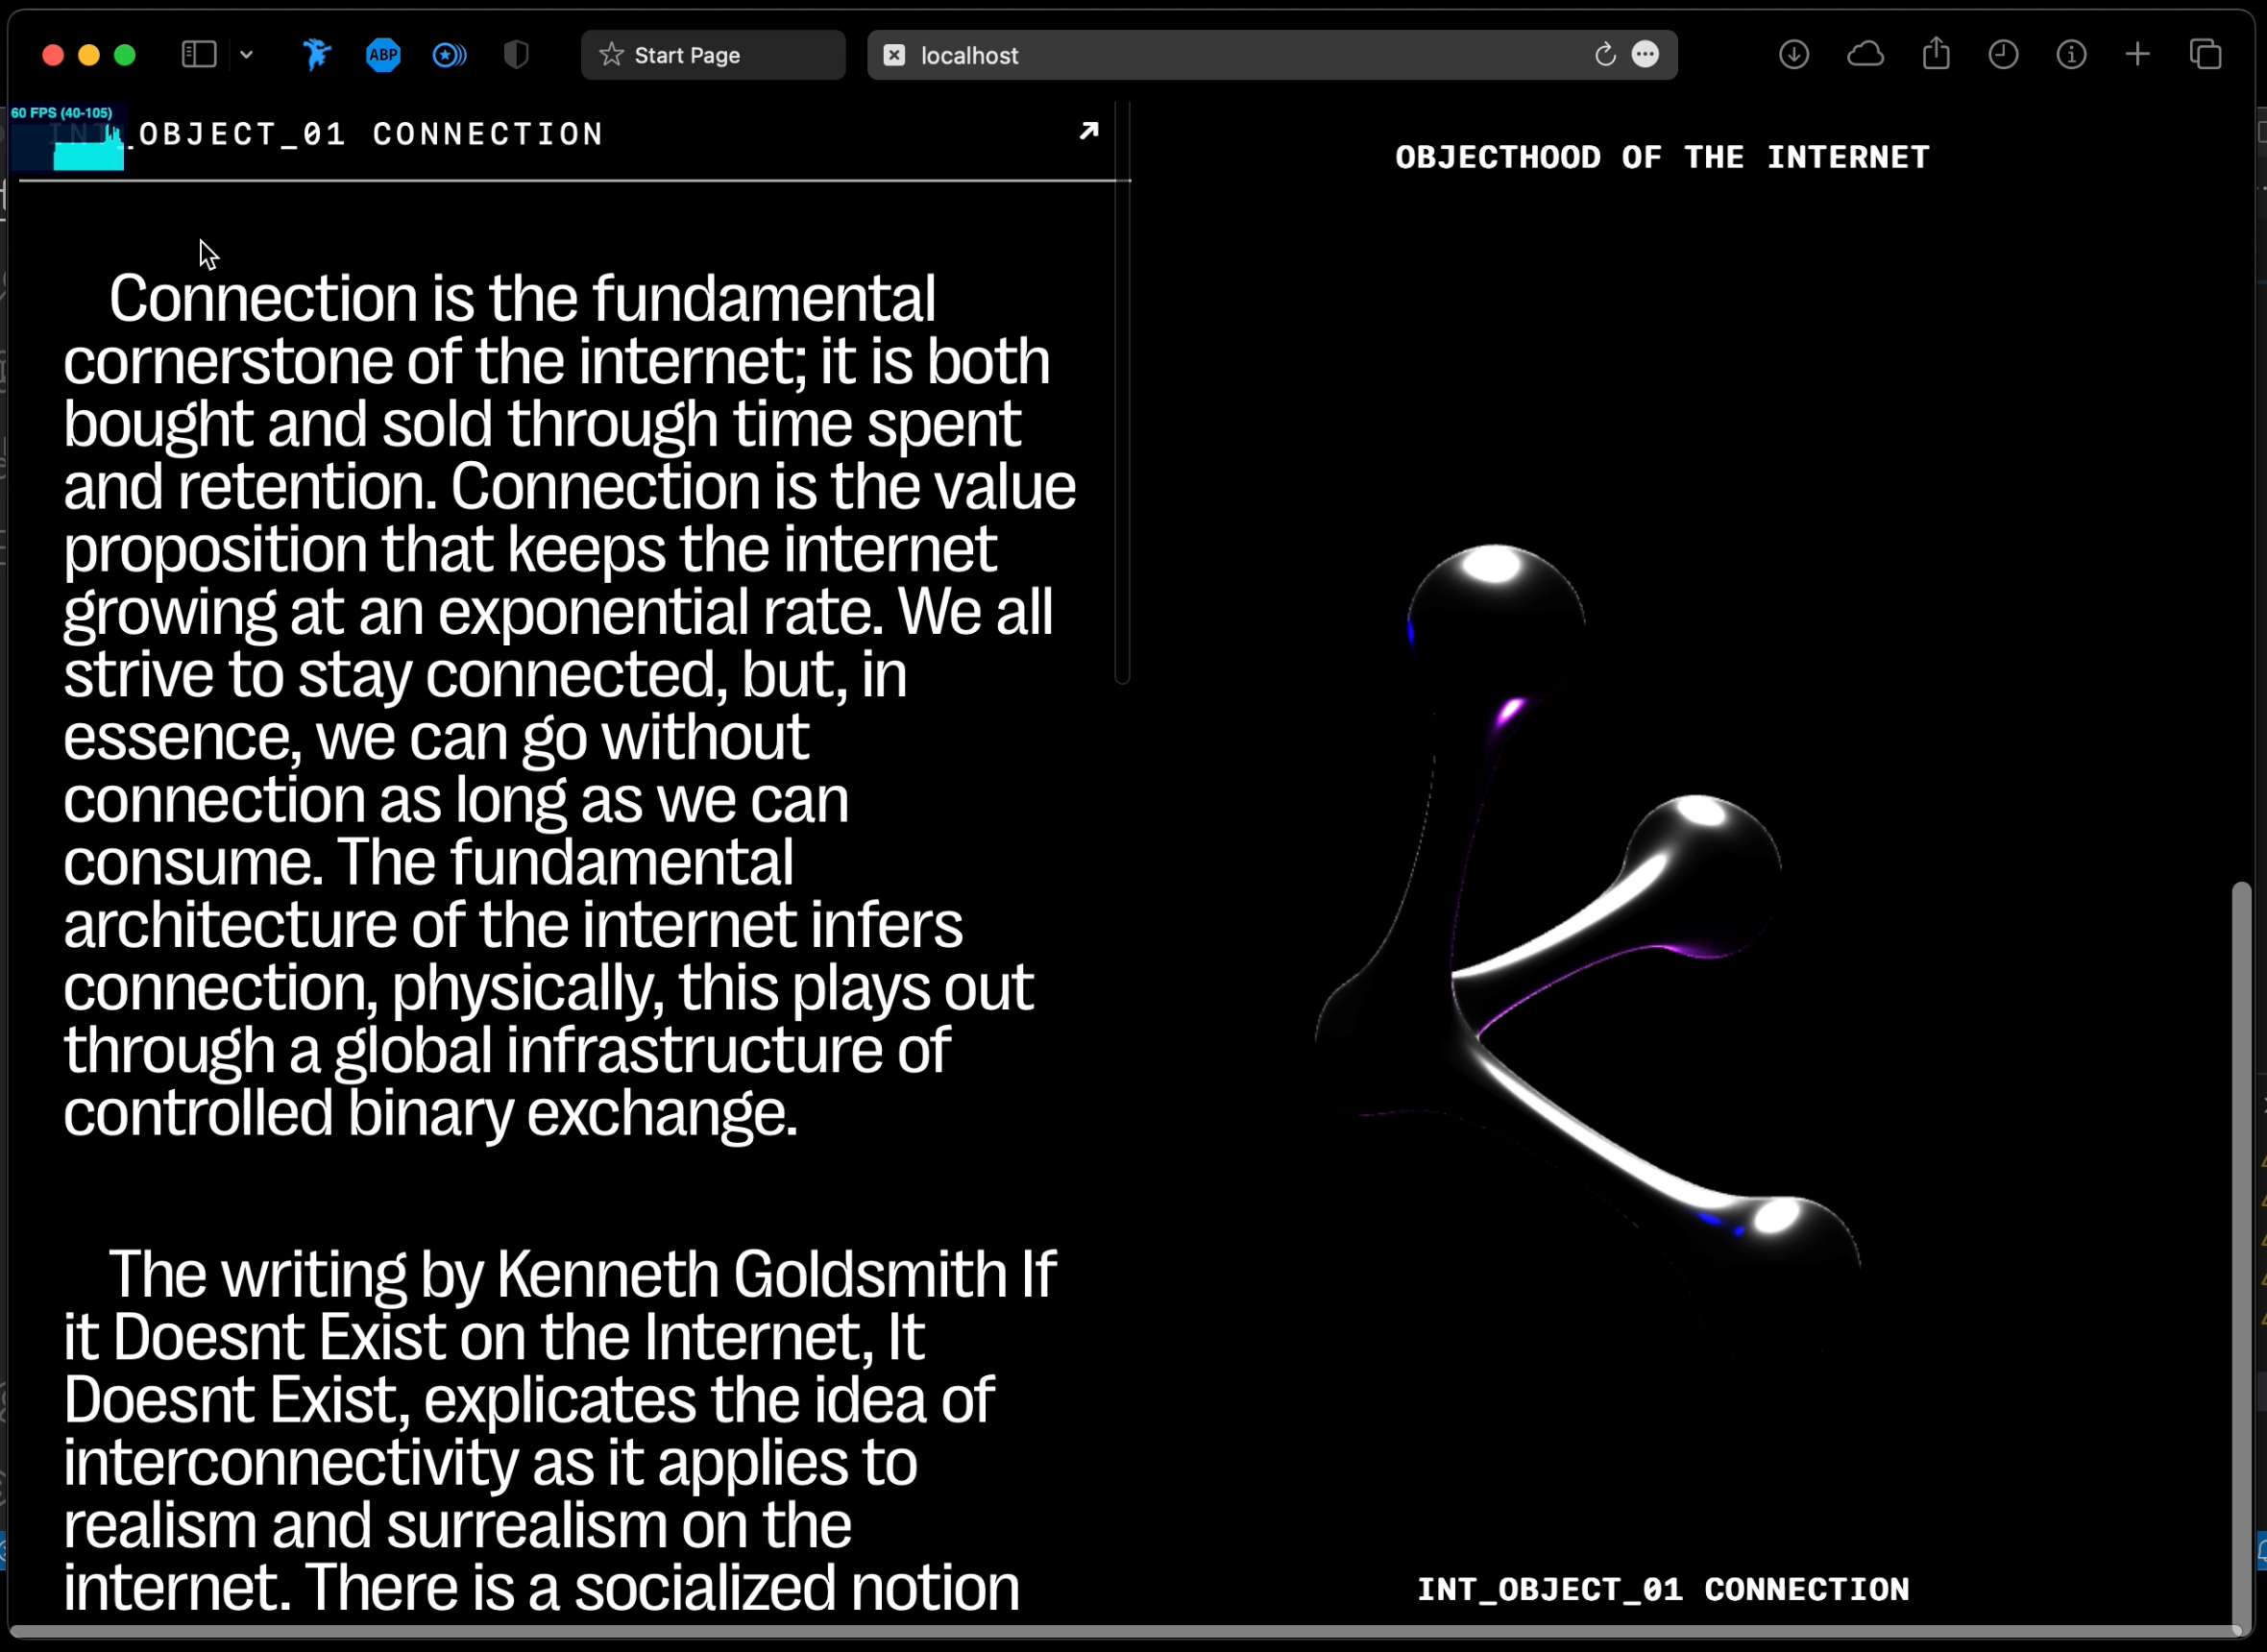 ABP
Start Page
localhost
60 FPS (40-105)
INT_OBJECT_01 CONNECTION
OBJECTHOOD OF THE INTERNET
Connection is the fundamental
cornerstone of the internet; it is both
bought and sold through time spent
and retention. Connection is the value
proposition that keeps the internet
growing at an exponential rate. We all
strive to stay connected, but, in
essence, we can go without
connection as long as we can
consume. The fundamental
architecture of the internet infers
connection, physically, this plays out
through a global infrastructure of
controlled binary exchange.
The writing by Kenneth Goldsmith If
it Doesnt Exist on the Internet, It
Doesnt Exist, explicates the idea of
interconnectivity as it applies to
realism and surrealism on the
internet. There is a socialized notion
INT_OBJECT_01 CONNECTION